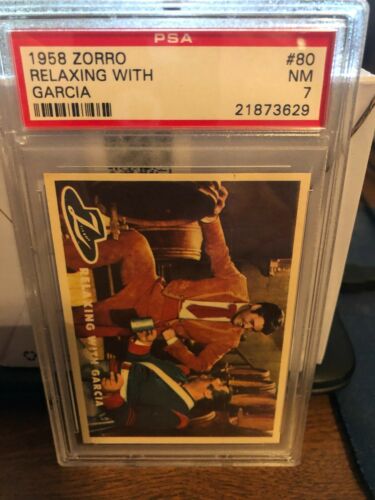 PSA
1958 ZORRO #80
RELAXING WITH NM
GARCIA 7
21873629
Z
RELAXING WITH GARCIA